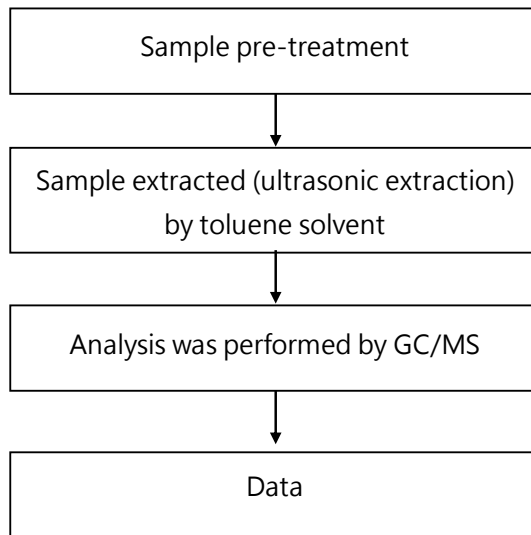 Sample pre-treatment
Sample extracted (ultrasonic extraction)
by toluene solvent
Analysis was performed by GC/MS
Data